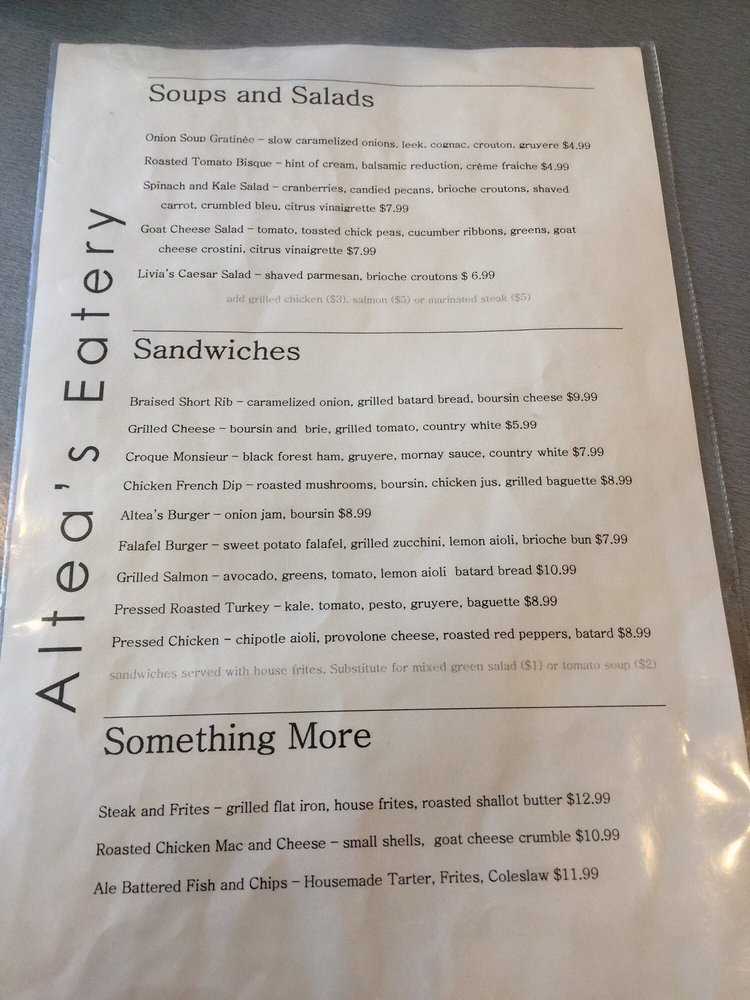 Altea's Eatery
Soups and Salads
Onion Soup Gratinée – slow caramelized onions, leek, cognac, crouton, gruyere $4.99
Roasted Tomato Bisque – hint of cream, balsamic reduction, crème fraiche $4.99
Spinach and Kale Salad – cranberries, candied pecans, brioche croutons, shaved
carrot, crumbled bleu, citrus vinaigrette $7.99
Goat Cheese Salad – tomato, toasted chick peas, cucumber ribbons, greens, goat
cheese crostini, citrus vinaigrette $7.99
Livia's Caesar Salad – shaved parmesan, brioche croutons $ 6.99
add grilled chicken ($3), salmon ($5) or marinated steak ($5)
Sandwiches
Braised Short Rib – caramelized onion, grilled batard bread, boursin cheese $9.99
Grilled Cheese – boursin and brie, grilled tomato, country white $5.99
Croque Monsieur – black forest ham, gruyere, mornay sauce, country white $7.99
Chicken French Dip – roasted mushrooms, boursin, chicken jus, grilled baguette $8.99
Altea's Burger – onion jam, boursin $8.99
Falafel Burger – sweet potato falafel, grilled zucchini, lemon aioli, brioche bun $7.99
Grilled Salmon – avocado, greens, tomato, lemon aioli batard bread $10.99
Pressed Roasted Turkey – kale. tomato, pesto, gruyere, baguette $8.99
Pressed Chicken – chipotle aioli, provolone cheese, roasted red peppers, batard $8.99
sandwiches served with house frites. Substitute for mixed green salad ($1) or tomato soup ($2)
Something More
Steak and Frites – grilled flat iron, house frites, roasted shallot butter $12.99
Roasted Chicken Mac and Cheese – small shells, goat cheese crumble $10.99
Ale Battered Fish and Chips – Housemade Tarter, Frites, Coleslaw $11.99